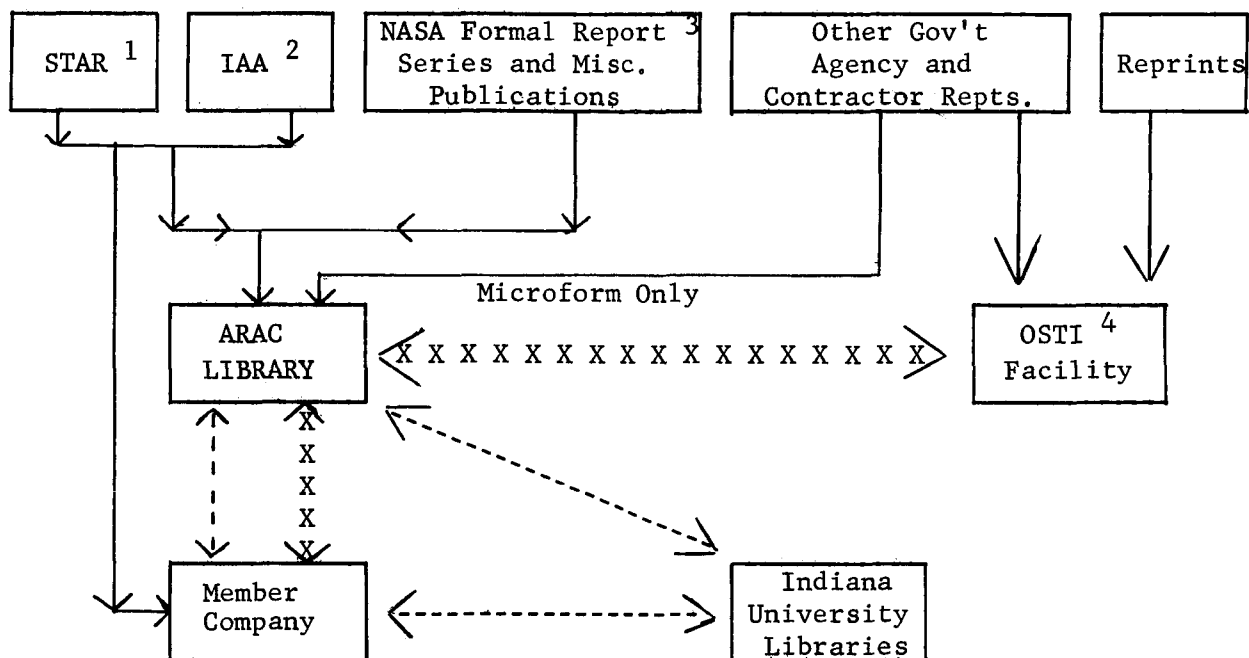 STAR 1
IAA 2
NASA Formal Report 3
Series and Misc.
Publications
Other Gov't
Agency and
Contractor Repts.
Reprints
Microform Only
ARAC
LIBRARY
X X X X X X X X X X X X X X X X X
OSTI 4
Facility
X
X
X
X
X
Member
Company
Indiana
University
Libraries